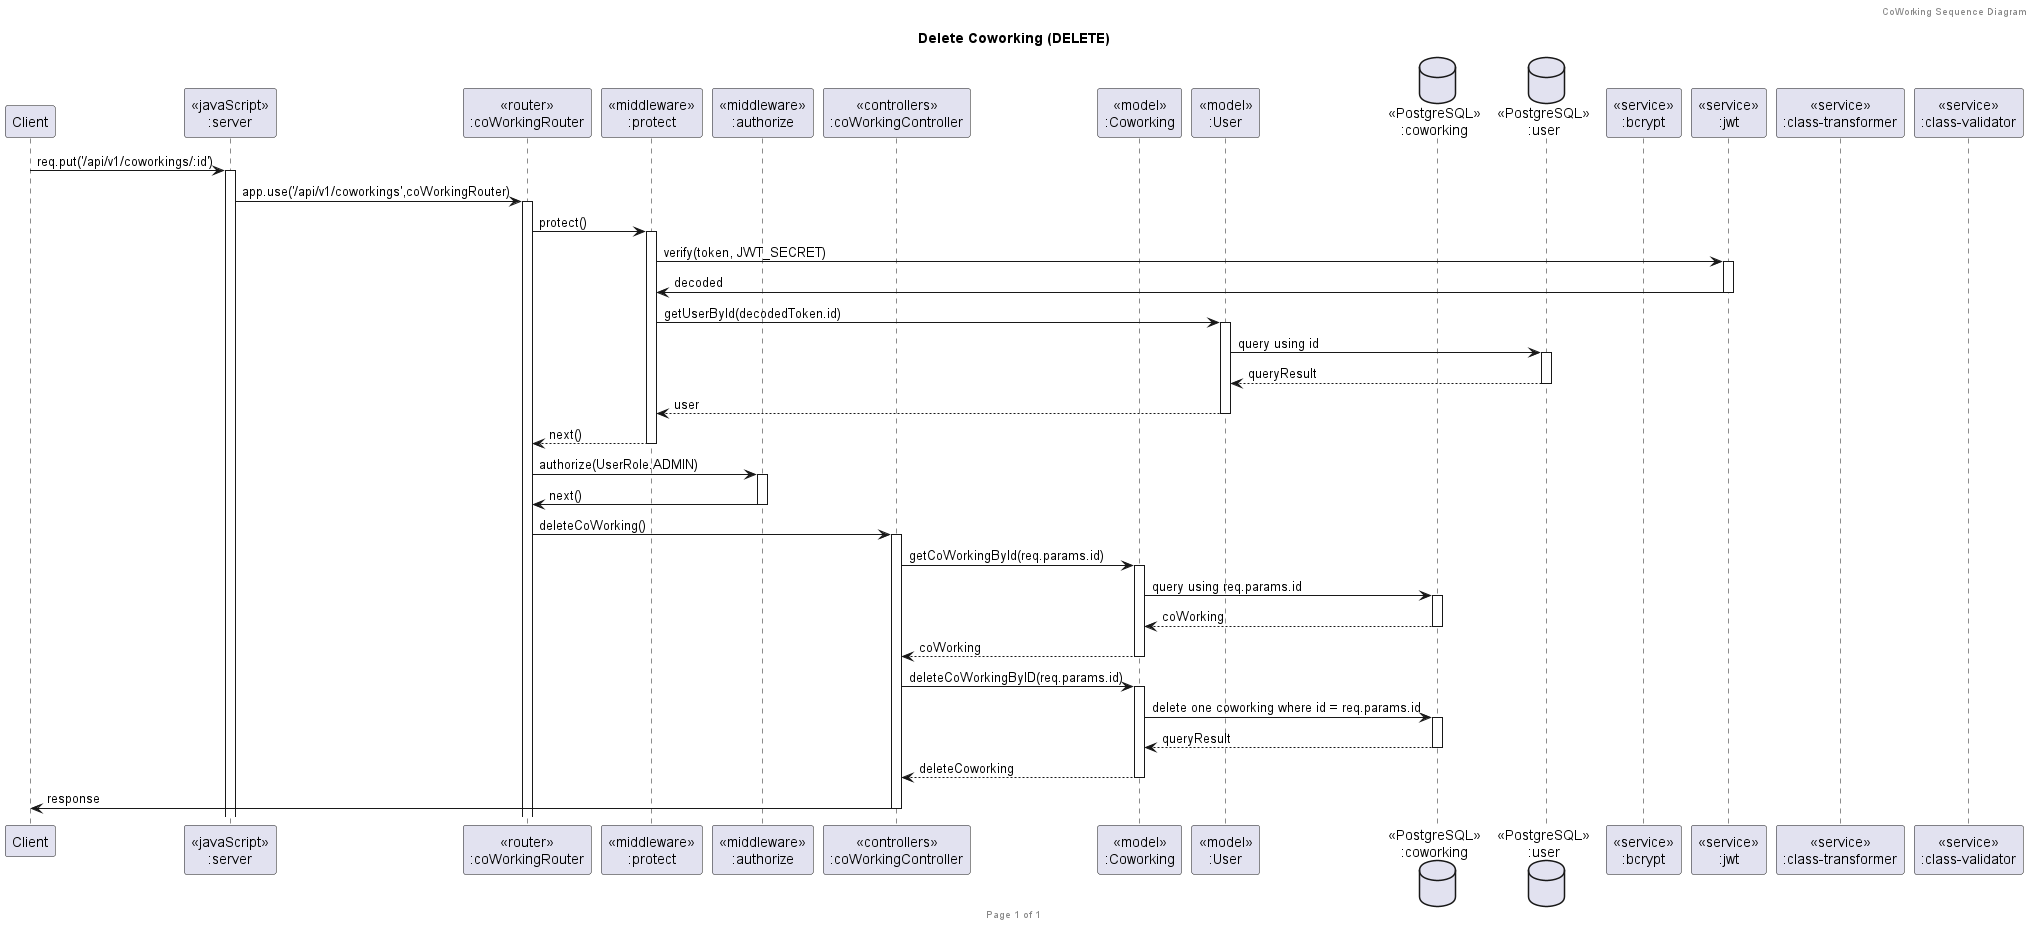 CoWorking Sequence Diagram
Delete Coworking (DELETE)
Client
«javaScript»
:server
«router»
:coWorkingRouter
«middleware»
:protect
«middleware»
:authorize
«controllers»
:coWorkingController
«model»
:Coworking
«model»
:User
«PostgreSQL»
:coworking
«PostgreSQL»
:user
«service»
:bcrypt
«service»
:jwt
«service»
:class-transformer
«service»
:class-validator
req.put('/api/v1/coworkings/:id')
app.use('/api/v1/coworkings',coWorkingRouter)
protect()
verify(token, JWT_SECRET)
decoded
getUserById(decodedToken.id)
query using id
queryResult
user
next()
authorize(UserRole.ADMIN)
next()
deleteCoWorking()
getCoWorkingById(req.params.id)
query using req.params.id
coWorking
coWorking
deleteCoWorkingByID(req.params.id)
delete one coworking where id = req.params.id
queryResult
deleteCoworking
response
Client
«javaScript»
:server
«router»
:coWorkingRouter
«middleware»
:protect
«middleware»
:authorize
«controllers»
:coWorkingController
«model»
:Coworking
«model»
:User
«PostgreSQL»
:coworking
«PostgreSQL»
:user
«service»
:bcrypt
«service»
:jwt
«service»
:class-transformer
«service»
:class-validator
Page 1 of 1